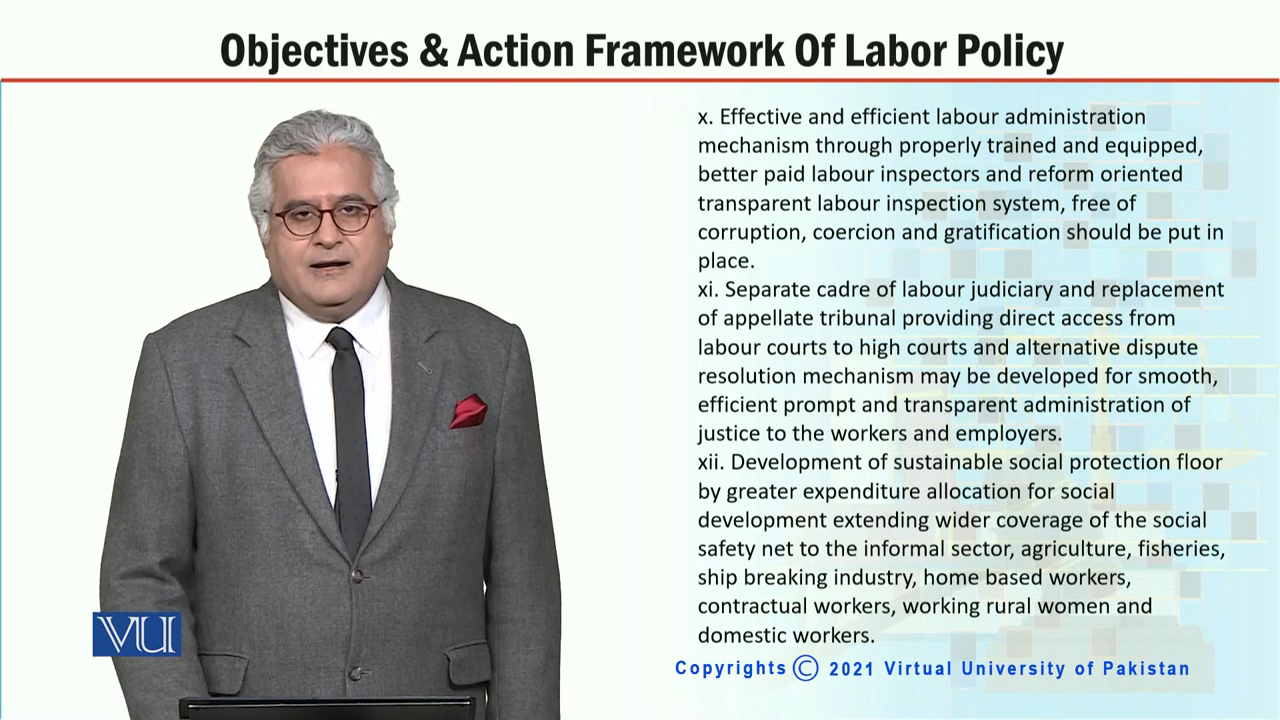 Objectives & Action Framework Of Labor Policy
x. Effective and efficient labour administration
mechanism through properly trained and equipped,
better paid labour inspectors and reform oriented
transparent labour inspection system, free of
corruption, coercion and gratification should be put in
place.
xi. Separate cadre of labour judiciary and replacement
of appellate tribunal providing direct access from
labour courts to high courts and alternative dispute
resolution mechanism may be developed for smooth,
efficient prompt and transparent administration of
justice to the workers and employers.
xii. Development of sustainable social protection floor
by greater expenditure allocation for social
development extending wider coverage of the social
safety net to the informal sector, agriculture, fisheries,
ship breaking industry, home based workers,
contractual workers, working rural women and
domestic workers.
VU
Copyrights © 2021 Virtual University of Pakistan